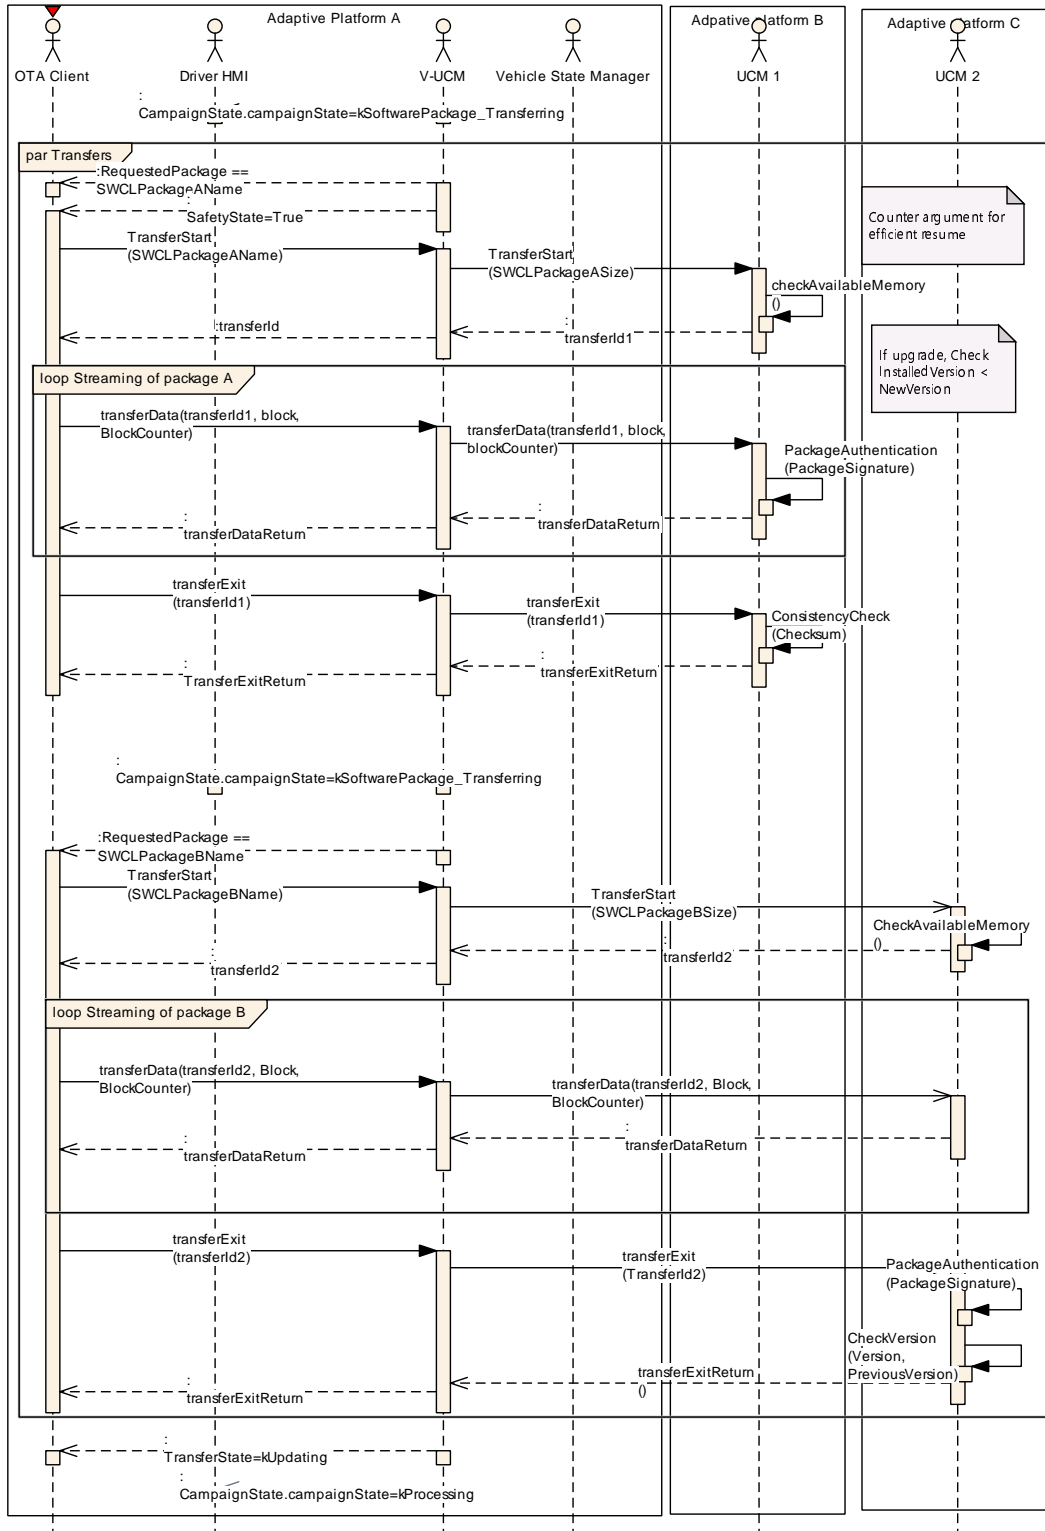 Adaptive Platform A
Adpative Platform B
Adaptive Platform C
OTA Client
Driver HMI
V-UCM
Vehicle State Manager
UCM 1
UCM 2
:
CampaignState.campaignState=kSoftwarePackage_Transferring
par Transfers
:RequestedPackage ==
SWCLPackageAName
:
SafetyState=True
Counter argument for
efficient resume
TransferStart
(SWCLPackageAName)
TransferStart
(SWCLPackageASize)
checkAvailableMemory
()
:transferId
:
transferId1
If upgrade, Check
InstalledVersion <
NewVersion
loop Streaming of package A
transferData(transferId1, block,
BlockCounter)
transferData(transferId1, block,
blockCounter)
PackageAuthentication
(PackageSignature)
:
transferDataReturn
:
transferDataReturn
transferExit
(transferId1)
transferExit
(transferId1)
ConsistencyCheck
(Checksum)
:
transferExitReturn
:
TransferExitReturn
:
CampaignState.campaignState=kSoftwarePackage_Transferring
:RequestedPackage ==
SWCLPackageBName
TransferStart
(SWCLPackageBName)
TransferStart
(SWCLPackageBSize)
CheckAvailableMemory
()
:
transferId2
:
transferId2
loop Streaming of package B
transferData(transferId2, Block,
BlockCounter)
transferData(transferId2, Block,
BlockCounter)
:
transferDataReturn
:
transferDataReturn
transferExit
(transferId2)
transferExit
(TransferId2)
PackageAuthentication
(PackageSignature)
CheckVersion
(Version,
PreviousVersion)
transferExitReturn
()
:
transferExitReturn
:
TransferState=kUpdating
:
CampaignState.campaignState=kProcessing